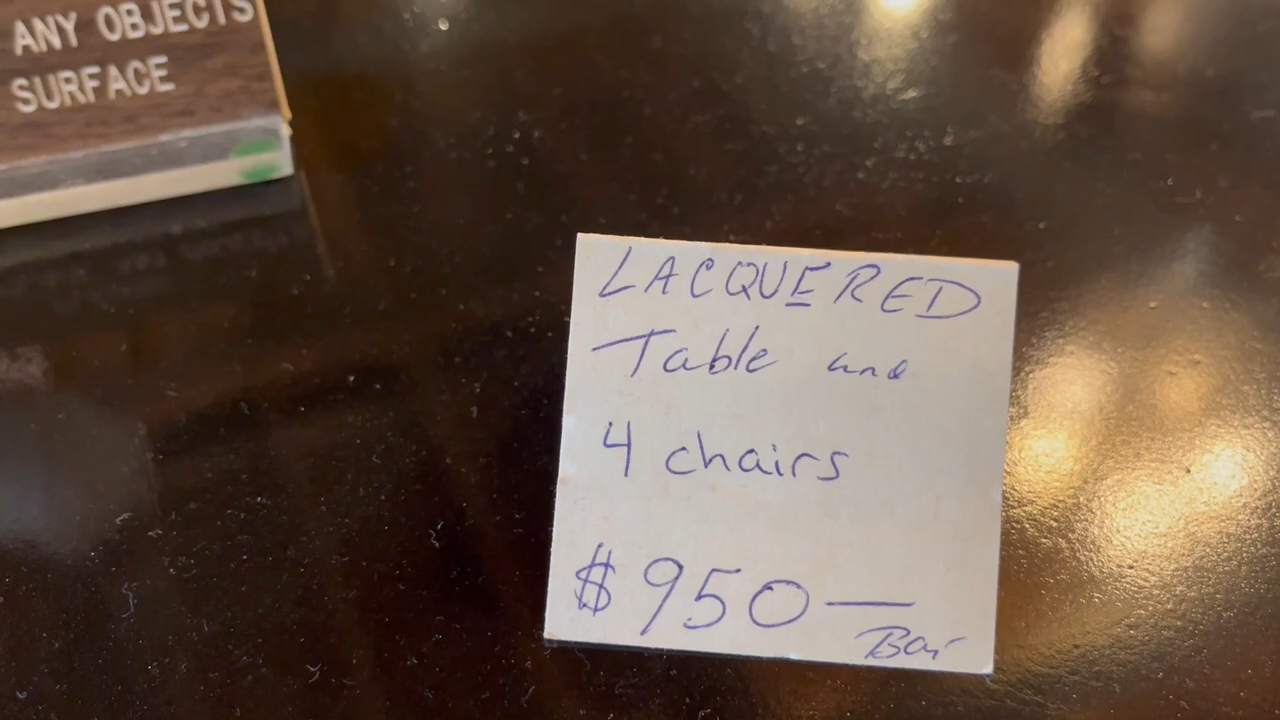 ANY OBJECTS
SURFACE
LACQUERED
Table and
4 chairs
$950—